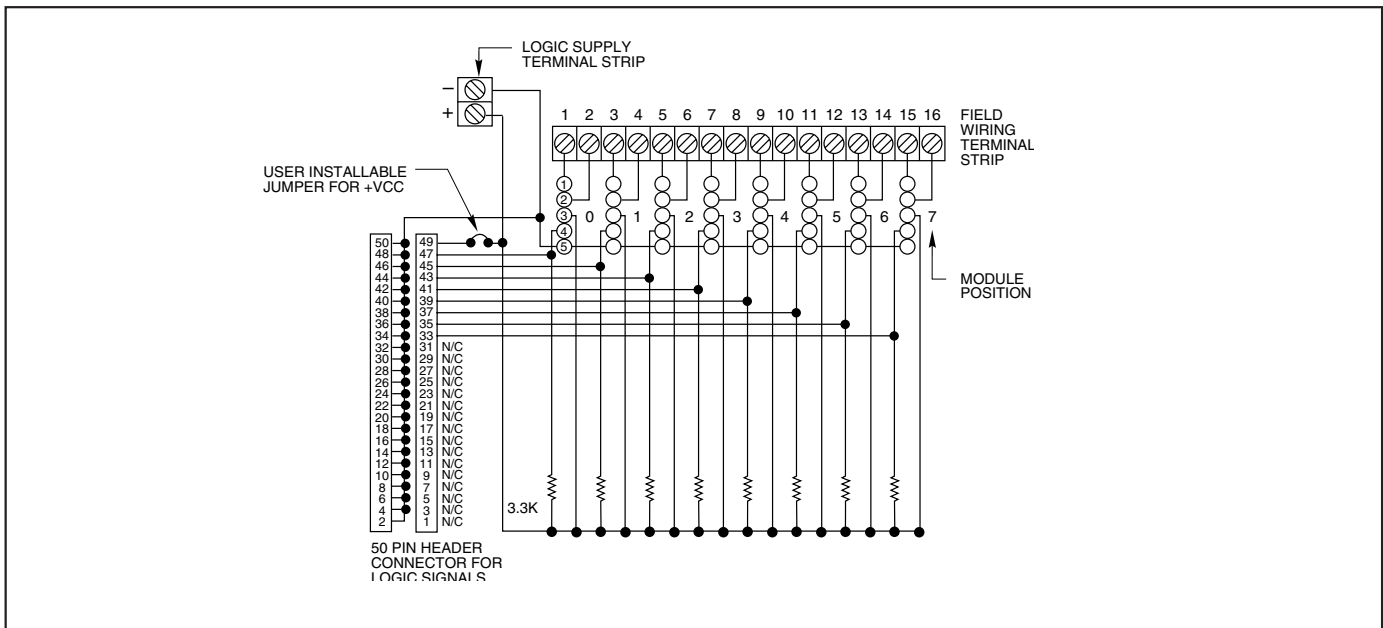 LOGIC SUPPLY
TERMINAL STRIP
−
+
1 2 3 4 5 6 7 8 9 10 11 12 13 14 15 16
FIELD
WIRING
TERMINAL
STRIP
USER INSTALLABLE
JUMPER FOR +VCC
1
2
3
4
5
0 1 2 3 4 5 6 7
MODULE
POSITION
50 49
48 47
46 45
44 43
42 41
40 39
38 37
36 35
34 33
32 31 N/C
30 29 N/C
28 27 N/C
26 25 N/C
24 23 N/C
22 21 N/C
20 19 N/C
18 17 N/C
16 15 N/C
14 13 N/C
12 11 N/C
10 9 N/C
8 7 N/C
6 5 N/C
4 3 N/C
2 1 N/C
3.3K
50 PIN HEADER
CONNECTOR FOR
LOGIC SIGNALS